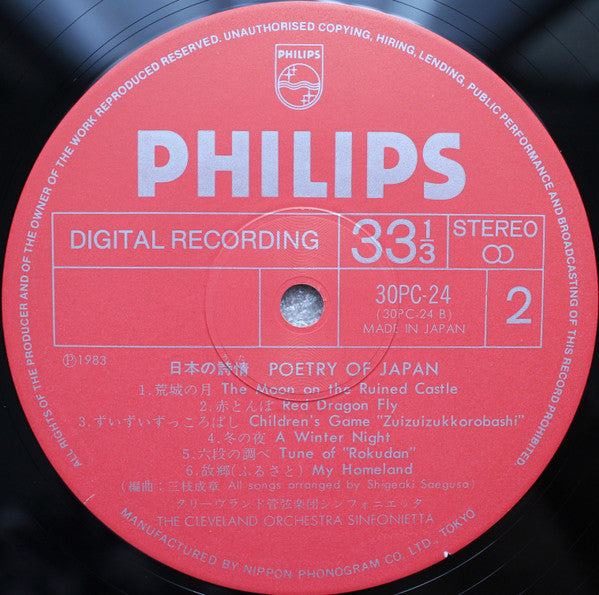 ALL RIGHTS OF THE PRODUCER AND OF THE OWNER OF THE WORK REPRODUCED RESERVED. UNAUTHORISED COPYING, HIRING, LENDING, PUBLIC PERFORMANCE AND BROADCASTING OF THIS RECORD PROHIBITED.
PHILIPS
PHILIPS
DIGITAL RECORDING
33 1/3
STEREO
30PC-24
(30PC-24 B)
MADE IN JAPAN
2
Ⓟ1983
うた
日本の詩情 POETRY OF JAPAN
1.荒城の月 The Moon on the Ruined Castle
2.赤とんぼ Red Dragon Fly
3.ずいずいずっころばし Children's Game "Zuizuizukkorobashi"
4.冬の夜 A Winter Night
5.六段の調べ Tune of "Rokudan"
6.故郷(ふるさと) My Homeland
(編曲:三枝成章 All songs arranged by Shigeaki Saegusa)
クリーヴランド管弦楽団シンフォニエッタ
THE CLEVELAND ORCHESTRA SINFONIETTA
MANUFACTURED BY NIPPON PHONOGRAM CO. LTD., TOKYO